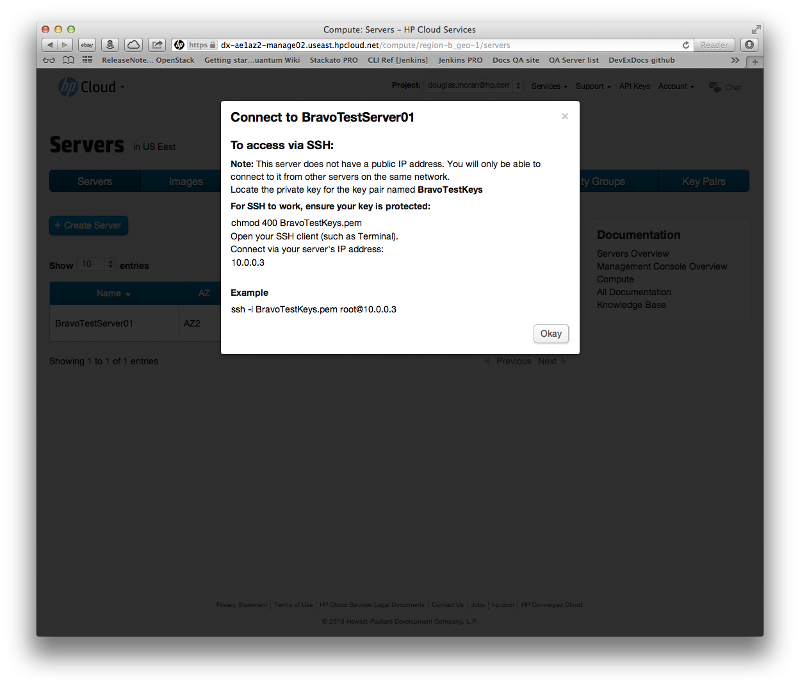 Compute: Servers – HP Cloud Services
ebay
https dx-ae1az2-manage02.useast.hpcloud.net/compute/region-b_geo-1/servers
Reader
ReleaseNote... OpenStack Getting star...uantum Wiki Stackato PRO CLI Ref [Jenkins] Jenkins PRO Docs QA site QA Server list DevExDocs github
hp Cloud
Project: douglas.moran@hp.com Services Support API Keys Account Chat
Servers in US East
Servers Images ty Groups Key Pairs
+ Create Server
Show 10 entries
Name AZ
BravoTestServer01 AZ2
Showing 1 to 1 of 1 entries
Previous Next
Connect to BravoTestServer01 ×
To access via SSH:
Note: This server does not have a public IP address. You will only be able to
connect to it from other servers on the same network.
Locate the private key for the key pair named BravoTestKeys
For SSH to work, ensure your key is protected:
chmod 400 BravoTestKeys.pem
Open your SSH client (such as Terminal).
Connect via your server's IP address:
10.0.0.3
Example
ssh -i BravoTestKeys.pem root@10.0.0.3
Okay
Documentation
Servers Overview
Management Console Overview
Compute
All Documentation
Knowledge Base
Privacy Statement | Terms of Use | HP Cloud Services Legal Documents | Contact Us | Jobs | hp.com | HP Converged Cloud
© 2013 Hewlett-Packard Development Company, L.P.